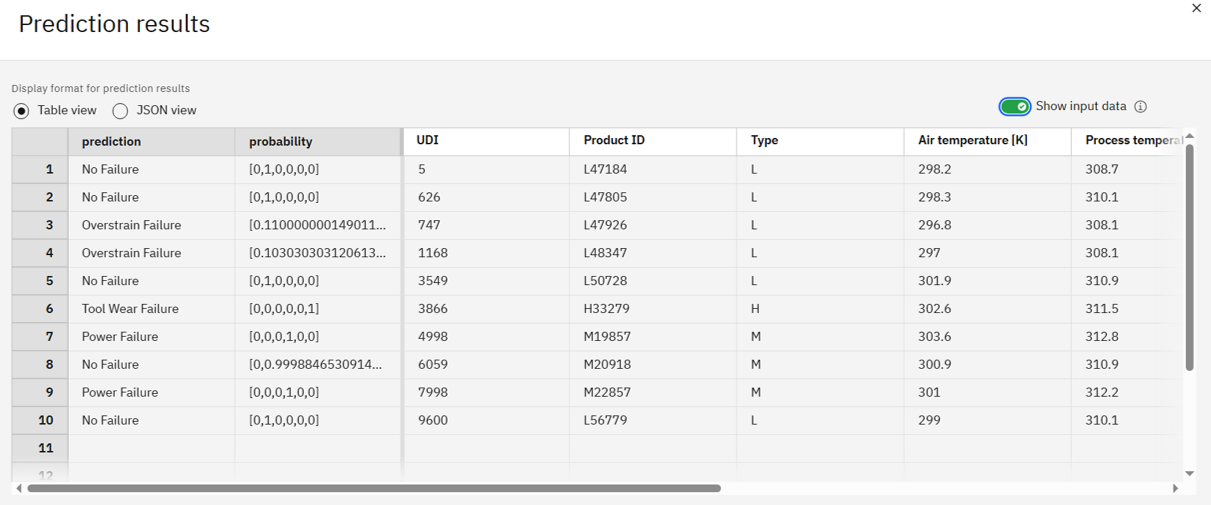 Prediction results
Display format for prediction results
Table view JSON view Show input data
prediction probability UDI Product ID Type Air temperature [K] Process temperat
1 No Failure [0,1,0,0,0,0] 5 L47184 L 298.2 308.7
2 No Failure [0,1,0,0,0,0] 626 L47805 L 298.3 310.1
3 Overstrain Failure [0.110000000149011... 747 L47926 L 296.8 308.1
4 Overstrain Failure [0.103030303120613... 1168 L48347 L 297 308.1
5 No Failure [0,1,0,0,0,0] 3549 L50728 L 301.9 310.9
6 Tool Wear Failure [0,0,0,0,0,1] 3866 H33279 H 302.6 311.5
7 Power Failure [0,0,0,1,0,0] 4998 M19857 M 303.6 312.8
8 No Failure [0,0.9998846530914... 6059 M20918 M 300.9 310.9
9 Power Failure [0,0,0,1,0,0] 7998 M22857 M 301 312.2
10 No Failure [0,1,0,0,0,0] 9600 L56779 L 299 310.1
11
12